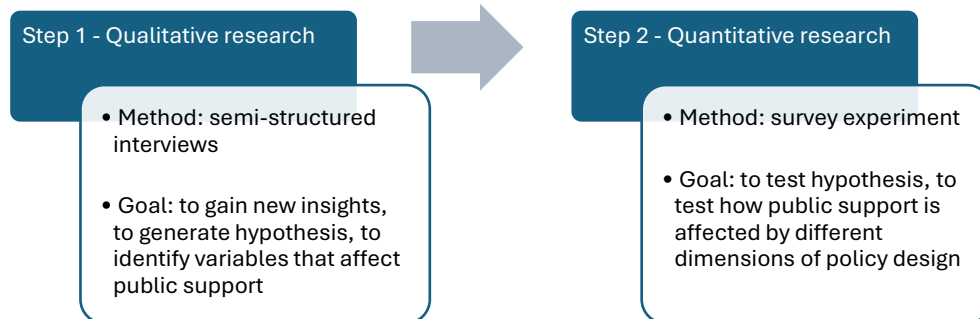 Step 1 - Qualitative research
• Method: semi-structured
interviews
• Goal: to gain new insights,
to generate hypothesis, to
identify variables that affect
public support
Step 2 - Quantitative research
• Method: survey experiment
• Goal: to test hypothesis, to
test how public support is
affected by different
dimensions of policy design